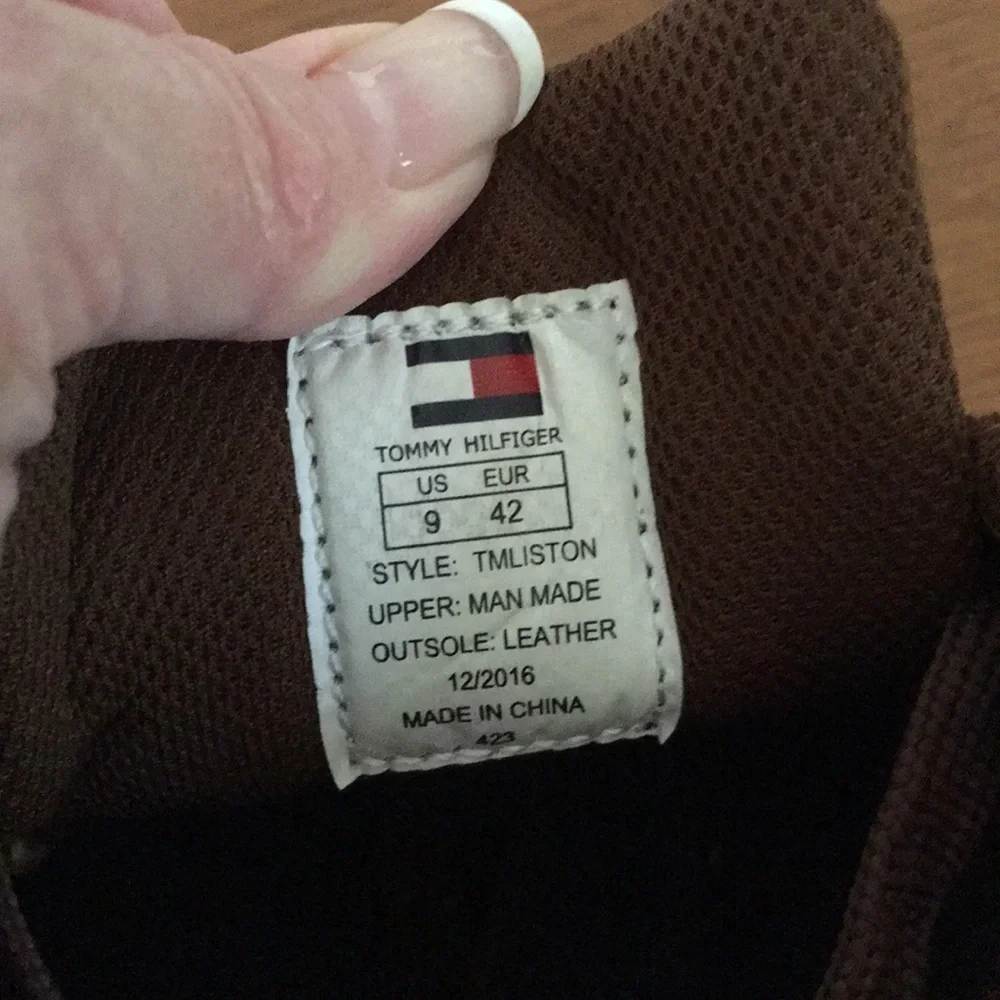 TOMMY HILFIGER
US EUR
9 42
STYLE: TMLISTON
UPPER: MAN MADE
OUTSOLE: LEATHER
12/2016
MADE IN CHINA
423